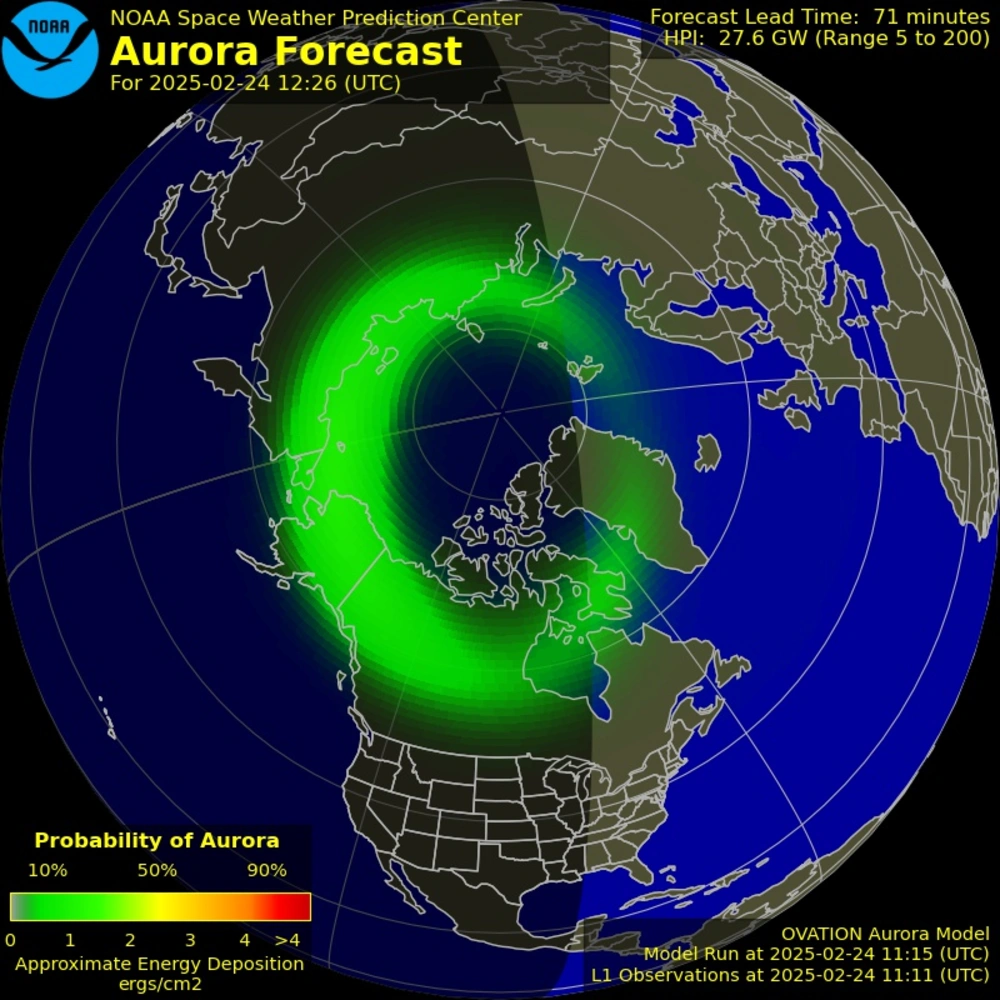 NOAA
NOAA Space Weather Prediction Center
Aurora Forecast
For 2025-02-24 12:26 (UTC)
Forecast Lead Time: 71 minutes
HPI: 27.6 GW (Range 5 to 200)
Probability of Aurora
10% 50% 90%
0 1 2 3 4 >4
Approximate Energy Deposition
ergs/cm2
OVATION Aurora Model
Model Run at 2025-02-24 11:15 (UTC)
L1 Observations at 2025-02-24 11:11 (UTC)